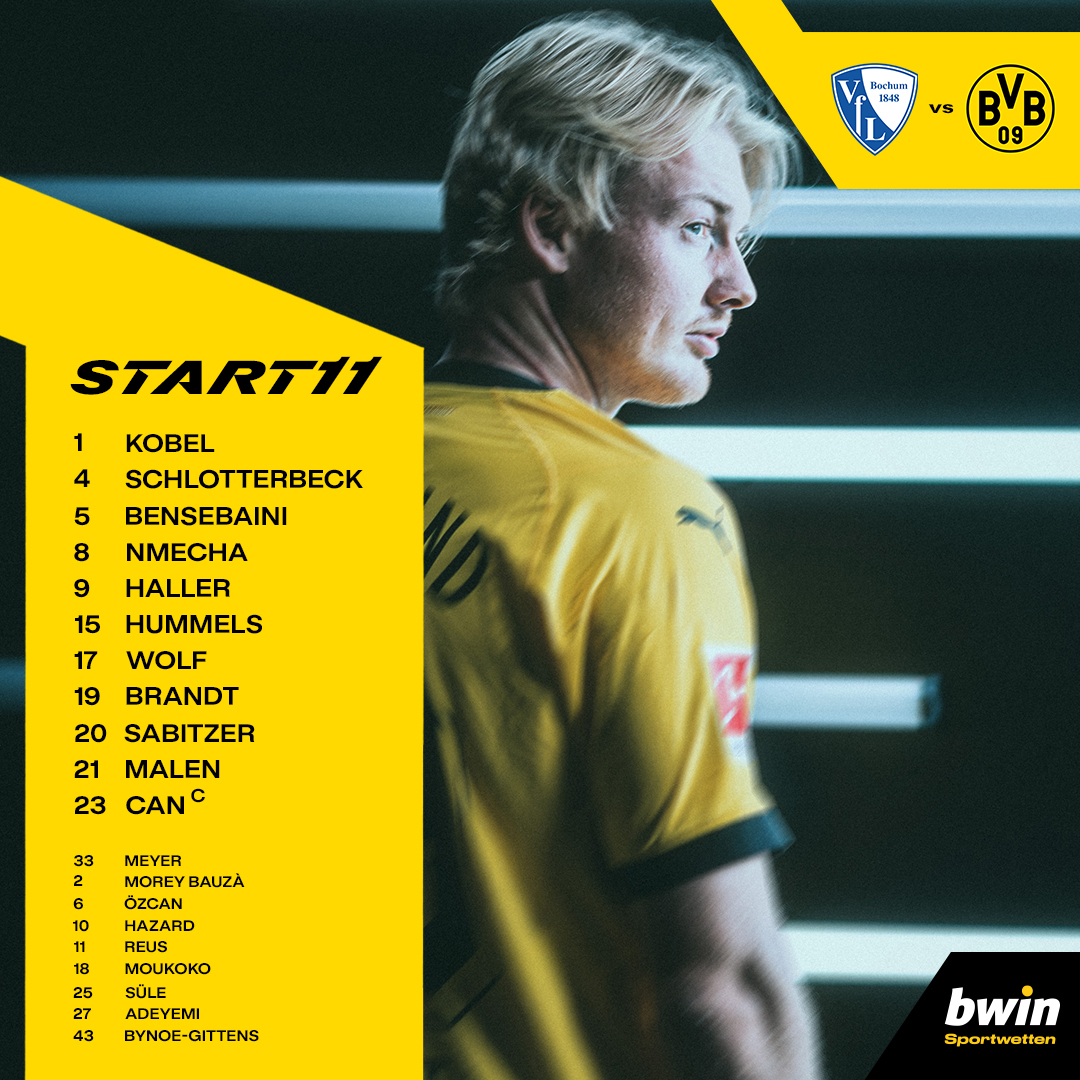 VfL Bochum 1848
vs
BVB 09
START11
1 KOBEL
4 SCHLOTTERBECK
5 BENSEBAINI
8 NMECHA
9 HALLER
15 HUMMELS
17 WOLF
19 BRANDT
20 SABITZER
21 MALEN
23 CAN C
33 MEYER
2 MOREY BAUZÀ
6 ÖZCAN
10 HAZARD
11 REUS
18 MOUKOKO
25 SÜLE
27 ADEYEMI
43 BYNOE-GITTENS
bwin
Sportwetten